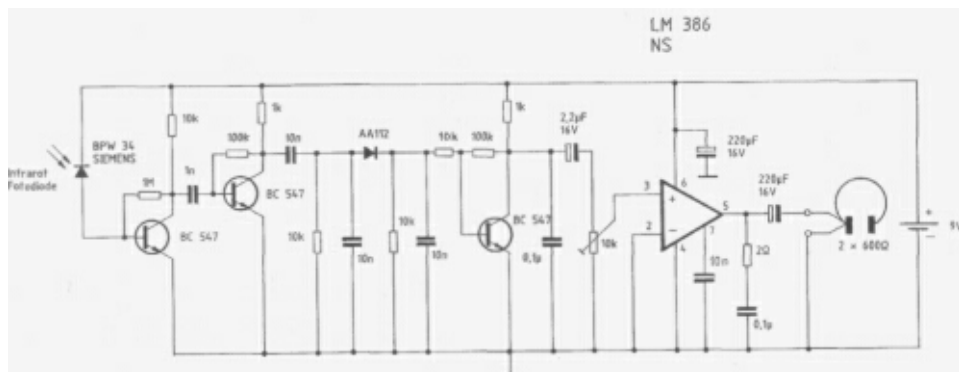 LM 386
NS
1k
1k
10k
2,2µF
16V
BPW 34
SIEMENS
100k
10n
AA112
10k
100k
220µF
16V
Infrarot
Fotodiode
1M
1n
BC 547
220µF
16V
3
6
+
5
2
-
7
4
BC 547
BC 547
10k
10k
10k
10n
10n
0,1µ
10n
2Ω
0,1µ
2 × 600Ω
+
-
9V